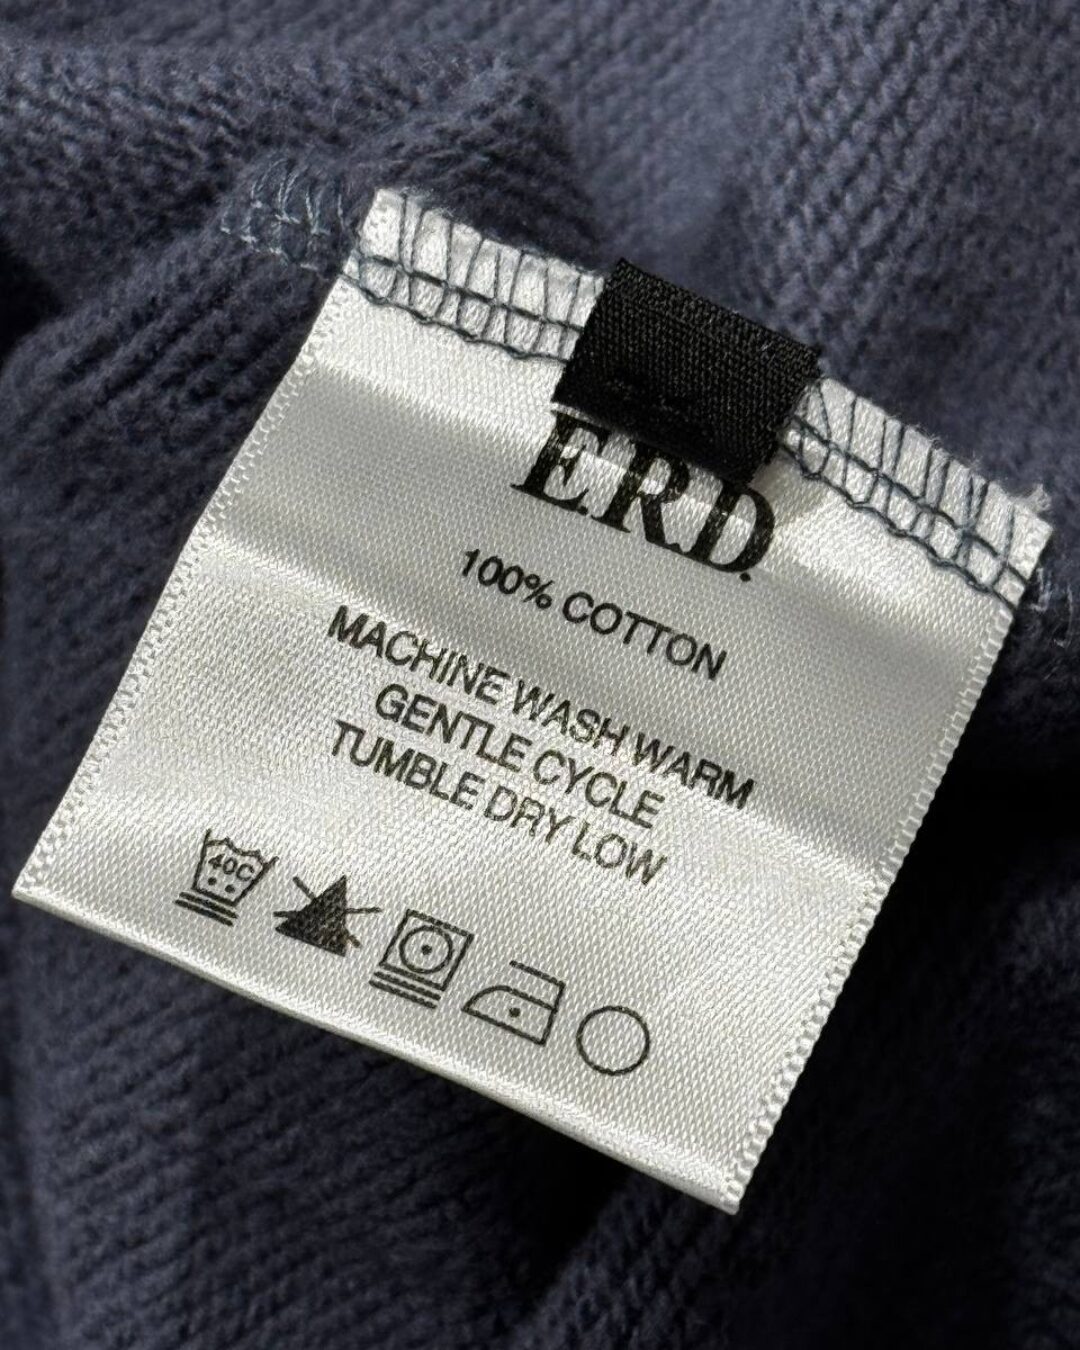 E.R.D.
100% COTTON
MACHINE WASH WARM
GENTLE CYCLE
TUMBLE DRY LOW
40C